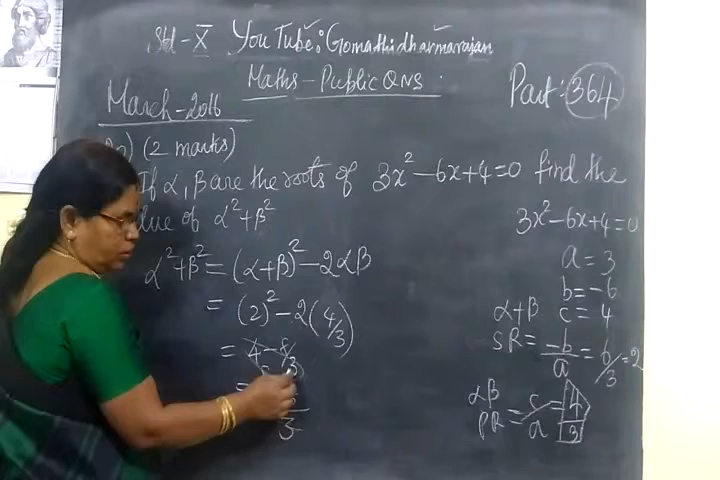 Std - X YouTube: Gomathidharmarajan
Maths - Public QNS
Part: 364
March - 2016
(2 marks)
If α, β are the roots of 3x² - 6x + 4 = 0 find the
value of α² + β²
3x² - 6x + 4 = 0
a = 3
b = -6
c = 4
α² + β² = (α + β)² - 2αβ
= (2)² - 2(4/3)
= 4 - 8/3
=
3
α + β
SR = -b/a = 6/3 = 2
αβ
PR = c/a = 4/3